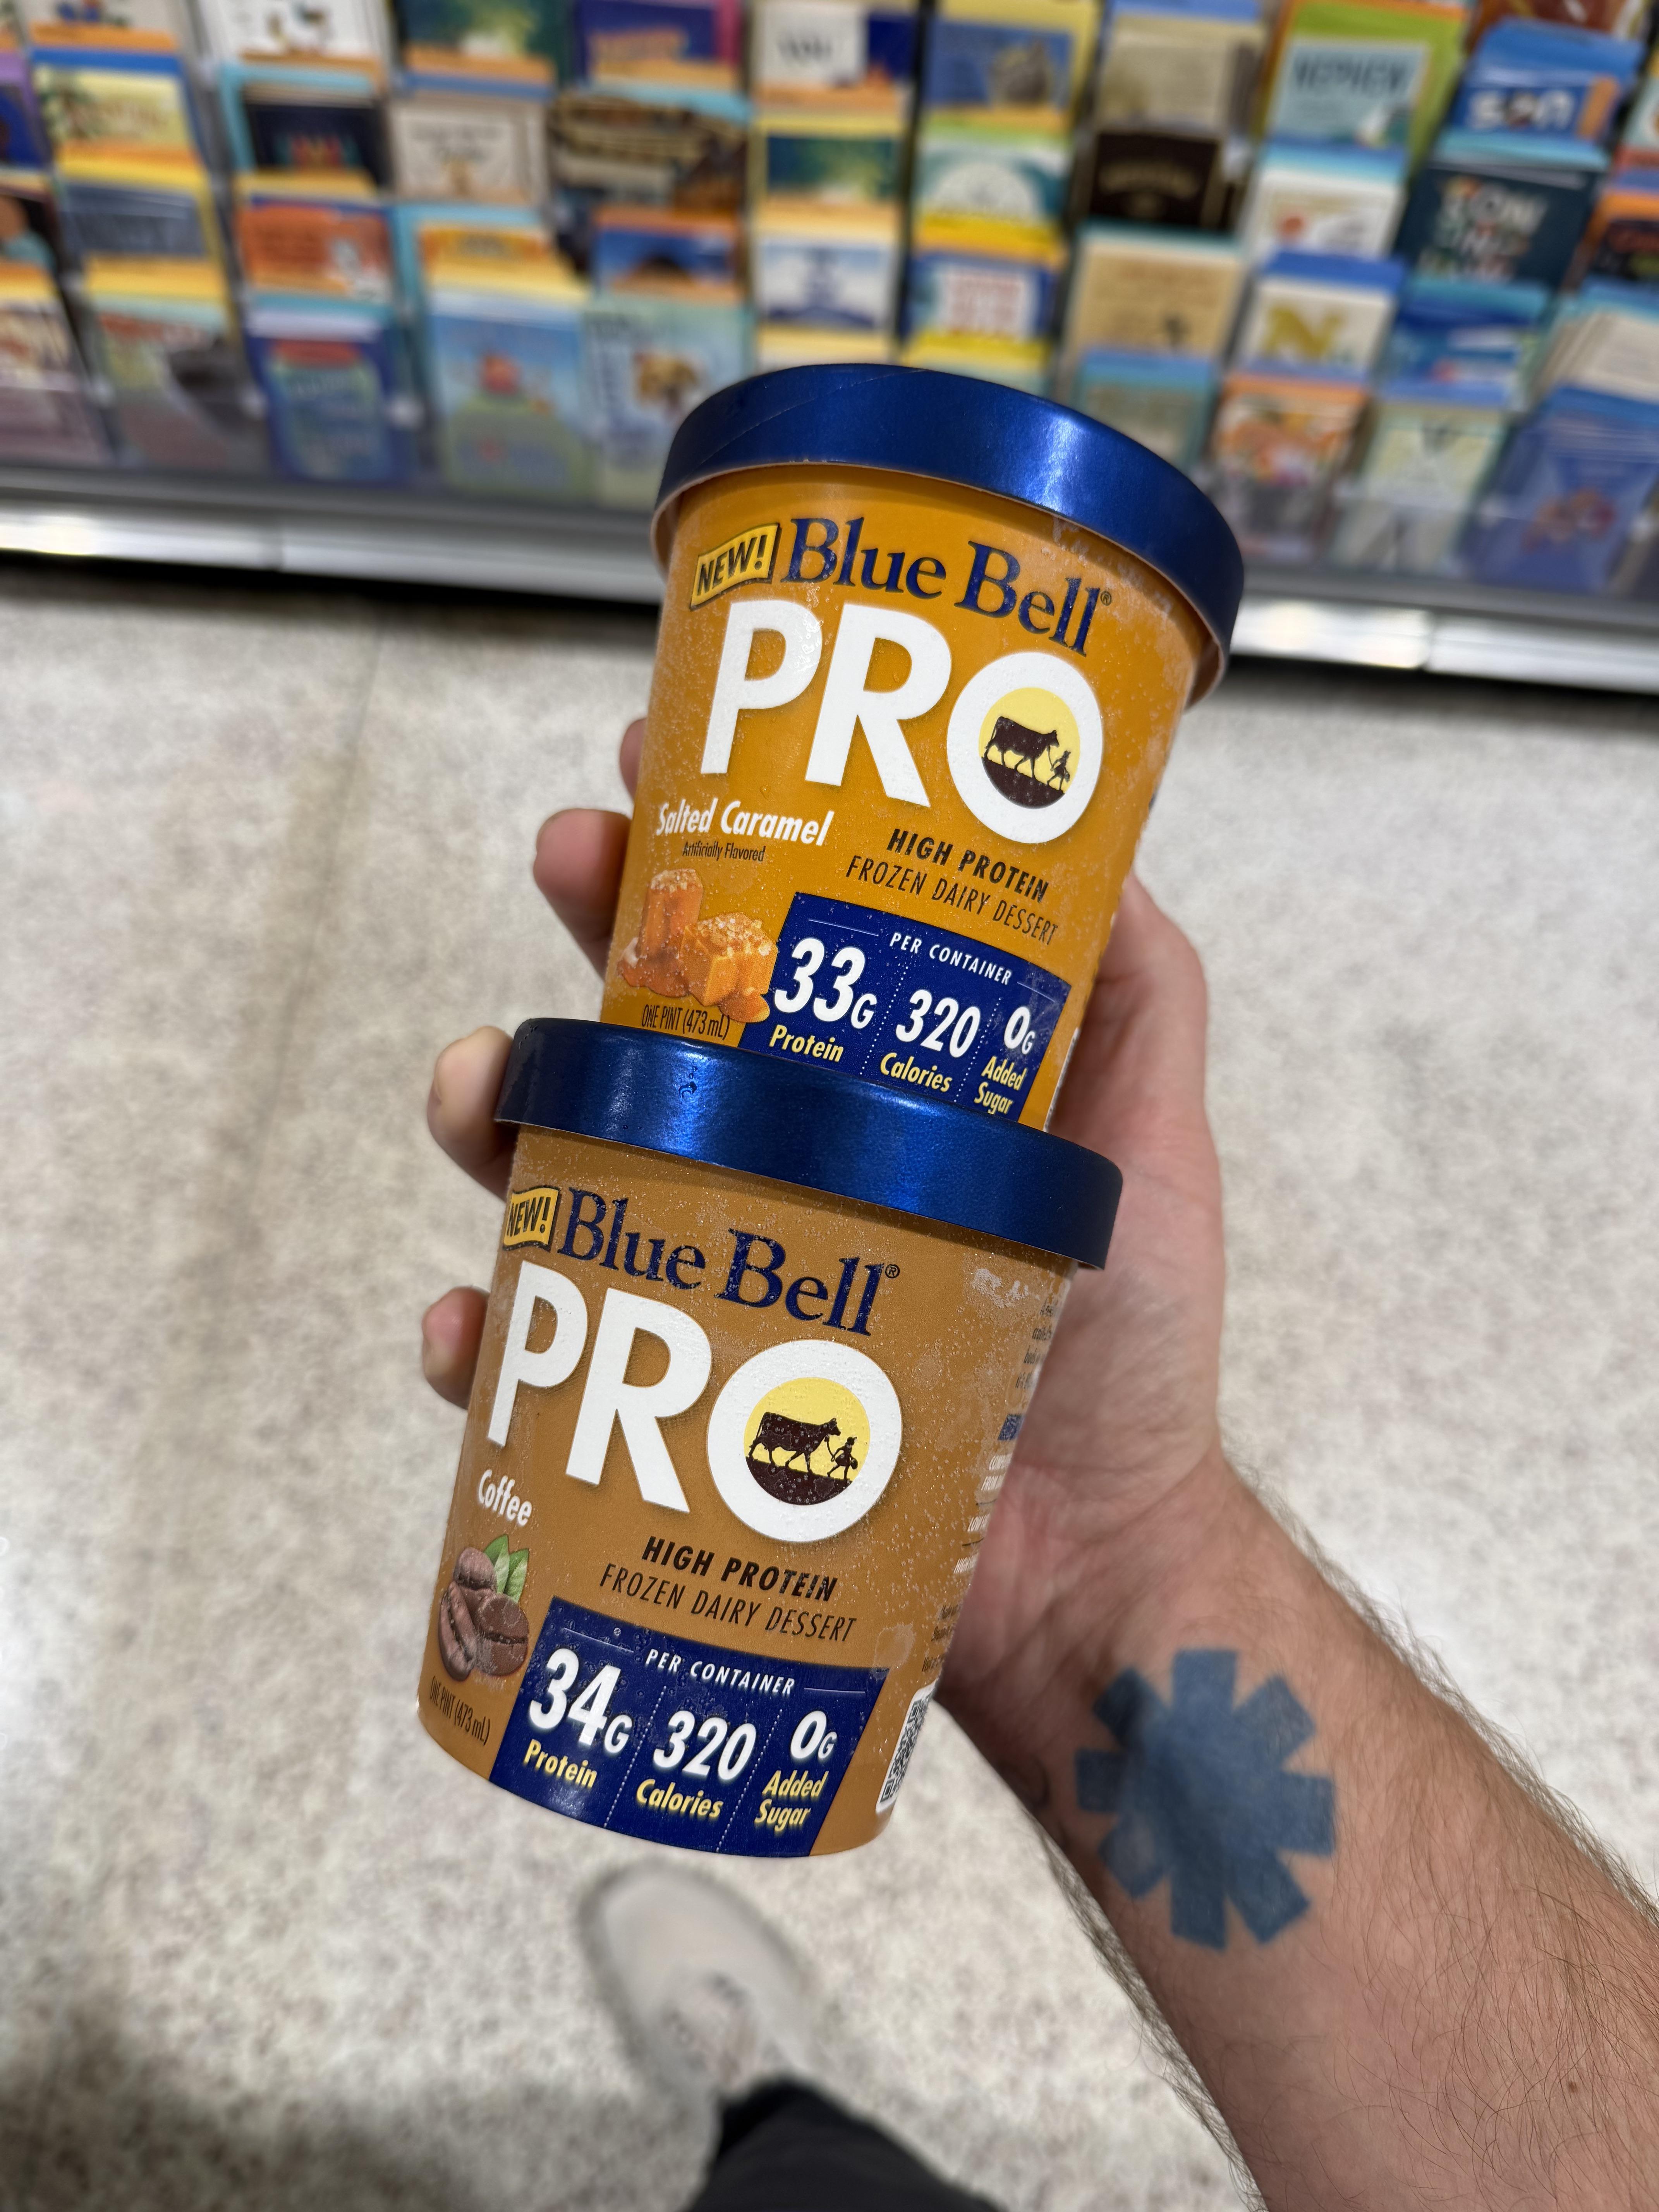 NEPHEW
son
NEW! Blue Bell®
PRO
Salted Caramel
Artificially Flavored
HIGH PROTEIN
FROZEN DAIRY DESSERT
PER CONTAINER
33G Protein
320 Calories
0G Added Sugar
ONE PINT (473 mL)
NEW! Blue Bell®
PRO
Coffee
HIGH PROTEIN
FROZEN DAIRY DESSERT
PER CONTAINER
34G Protein
320 Calories
0G Added Sugar
ONE PINT (473 mL)